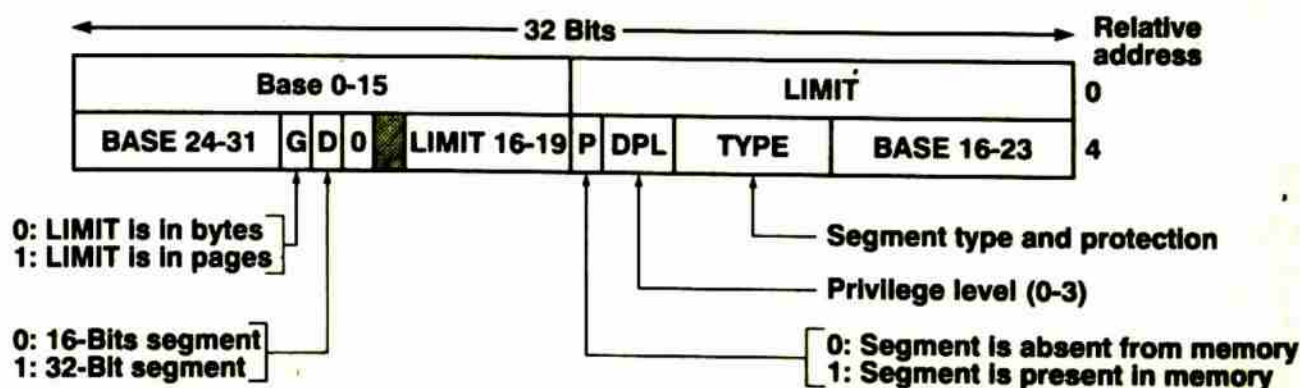 32 Bits
Relative
address
Base 0-15 LIMIT 0
BASE 24-31 G D 0 LIMIT 16-19 P DPL TYPE BASE 16-23 4
0: LIMIT is in bytes
1: LIMIT is in pages
Segment type and protection
Privilege level (0-3)
0: 16-Bits segment
1: 32-Bit segment
0: Segment is absent from memory
1: Segment is present in memory